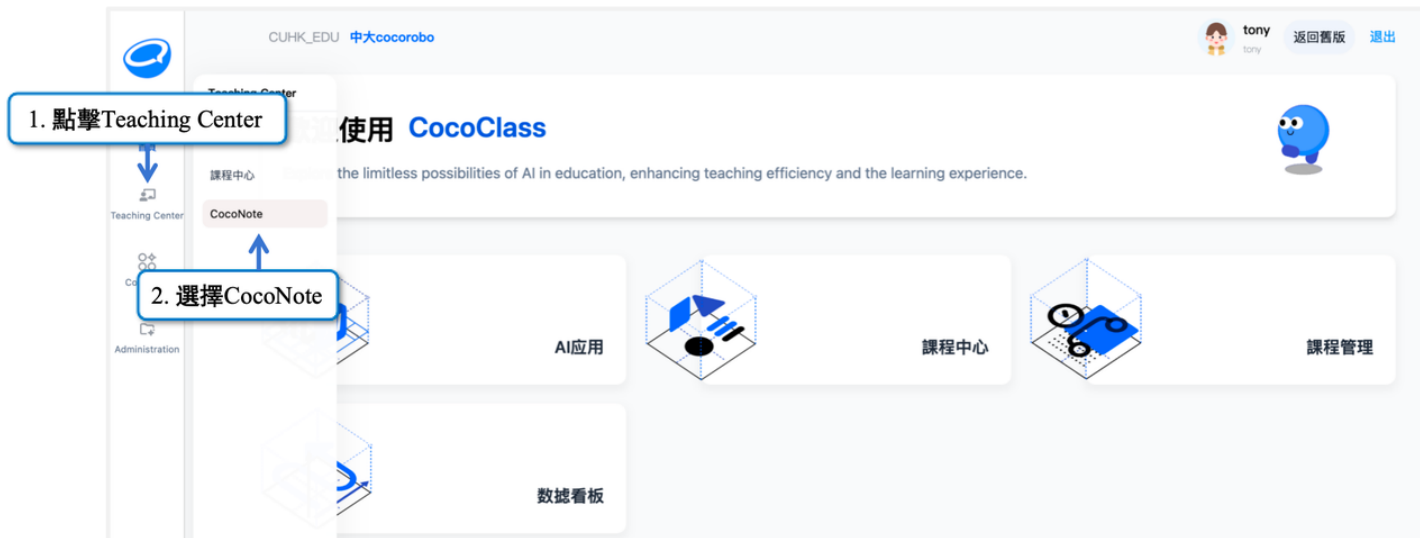 CUHK_EDU 中大cocorobo
tony
tony
返回舊版
退出
Teaching Center
1. 點擊Teaching Center
使用 CocoClass
課程中心
the limitless possibilities of AI in education, enhancing teaching efficiency and the learning experience.
Teaching Center
CocoNote
2. 選擇CocoNote
Administration
AI应用
課程中心
課程管理
数據看板